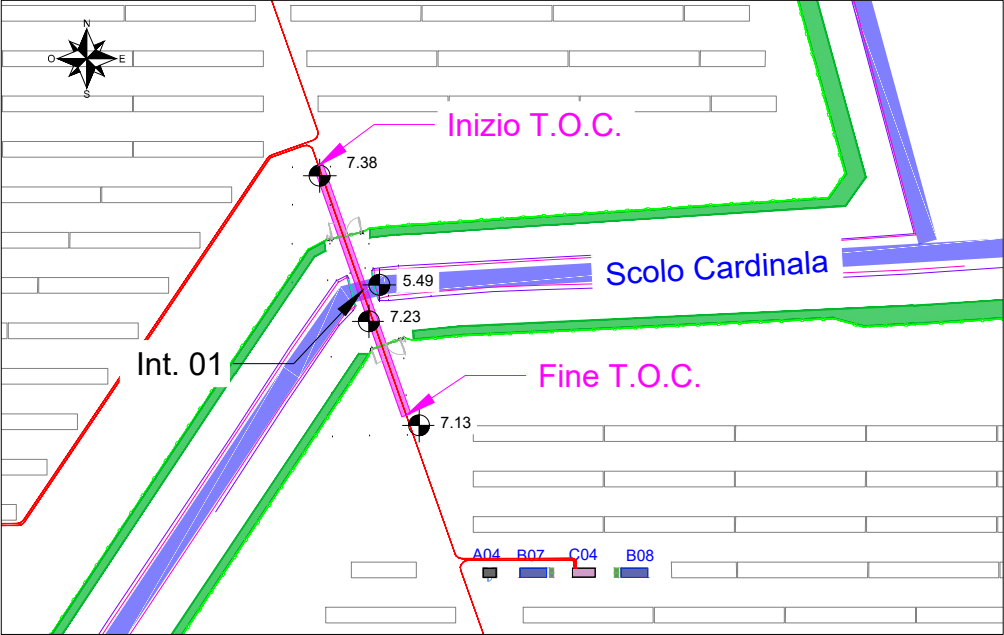 N
O
E
S
Inizio T.O.C.
7.38
Scolo Cardinala
5.49
7.23
Int. 01
Fine T.O.C.
7.13
A04
B07
C04
B08